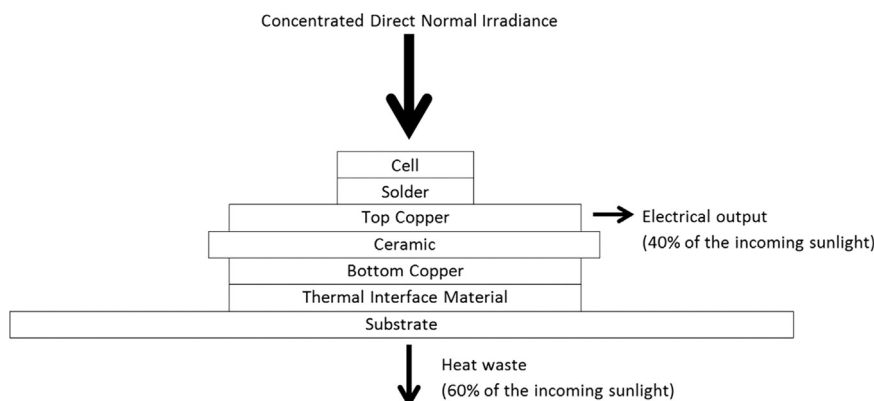 Concentrated Direct Normal Irradiance
Cell
Solder
Top Copper
Electrical output
(40% of the incoming sunlight)
Ceramic
Bottom Copper
Thermal Interface Material
Substrate
Heat waste
(60% of the incoming sunlight)